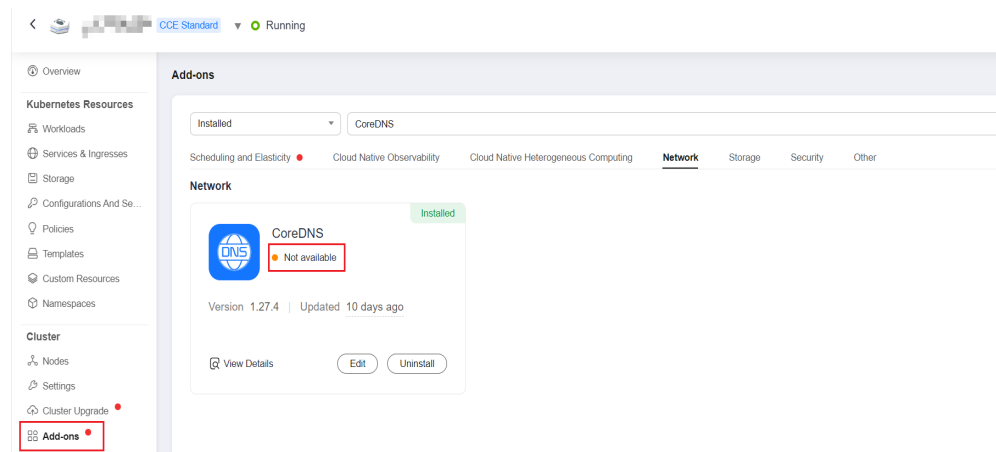 CCE Standard ▼ Running
Overview
Add-ons
Kubernetes Resources
Workloads
Services & Ingresses
Storage
Configurations And Se...
Policies
Templates
Custom Resources
Namespaces
Cluster
Nodes
Settings
Cluster Upgrade
Add-ons
Installed CoreDNS
Scheduling and Elasticity Cloud Native Observability Cloud Native Heterogeneous Computing Network Storage Security Other
Network
Installed
CoreDNS
DNS
Not available
Version 1.27.4 | Updated 10 days ago
View Details Edit Uninstall